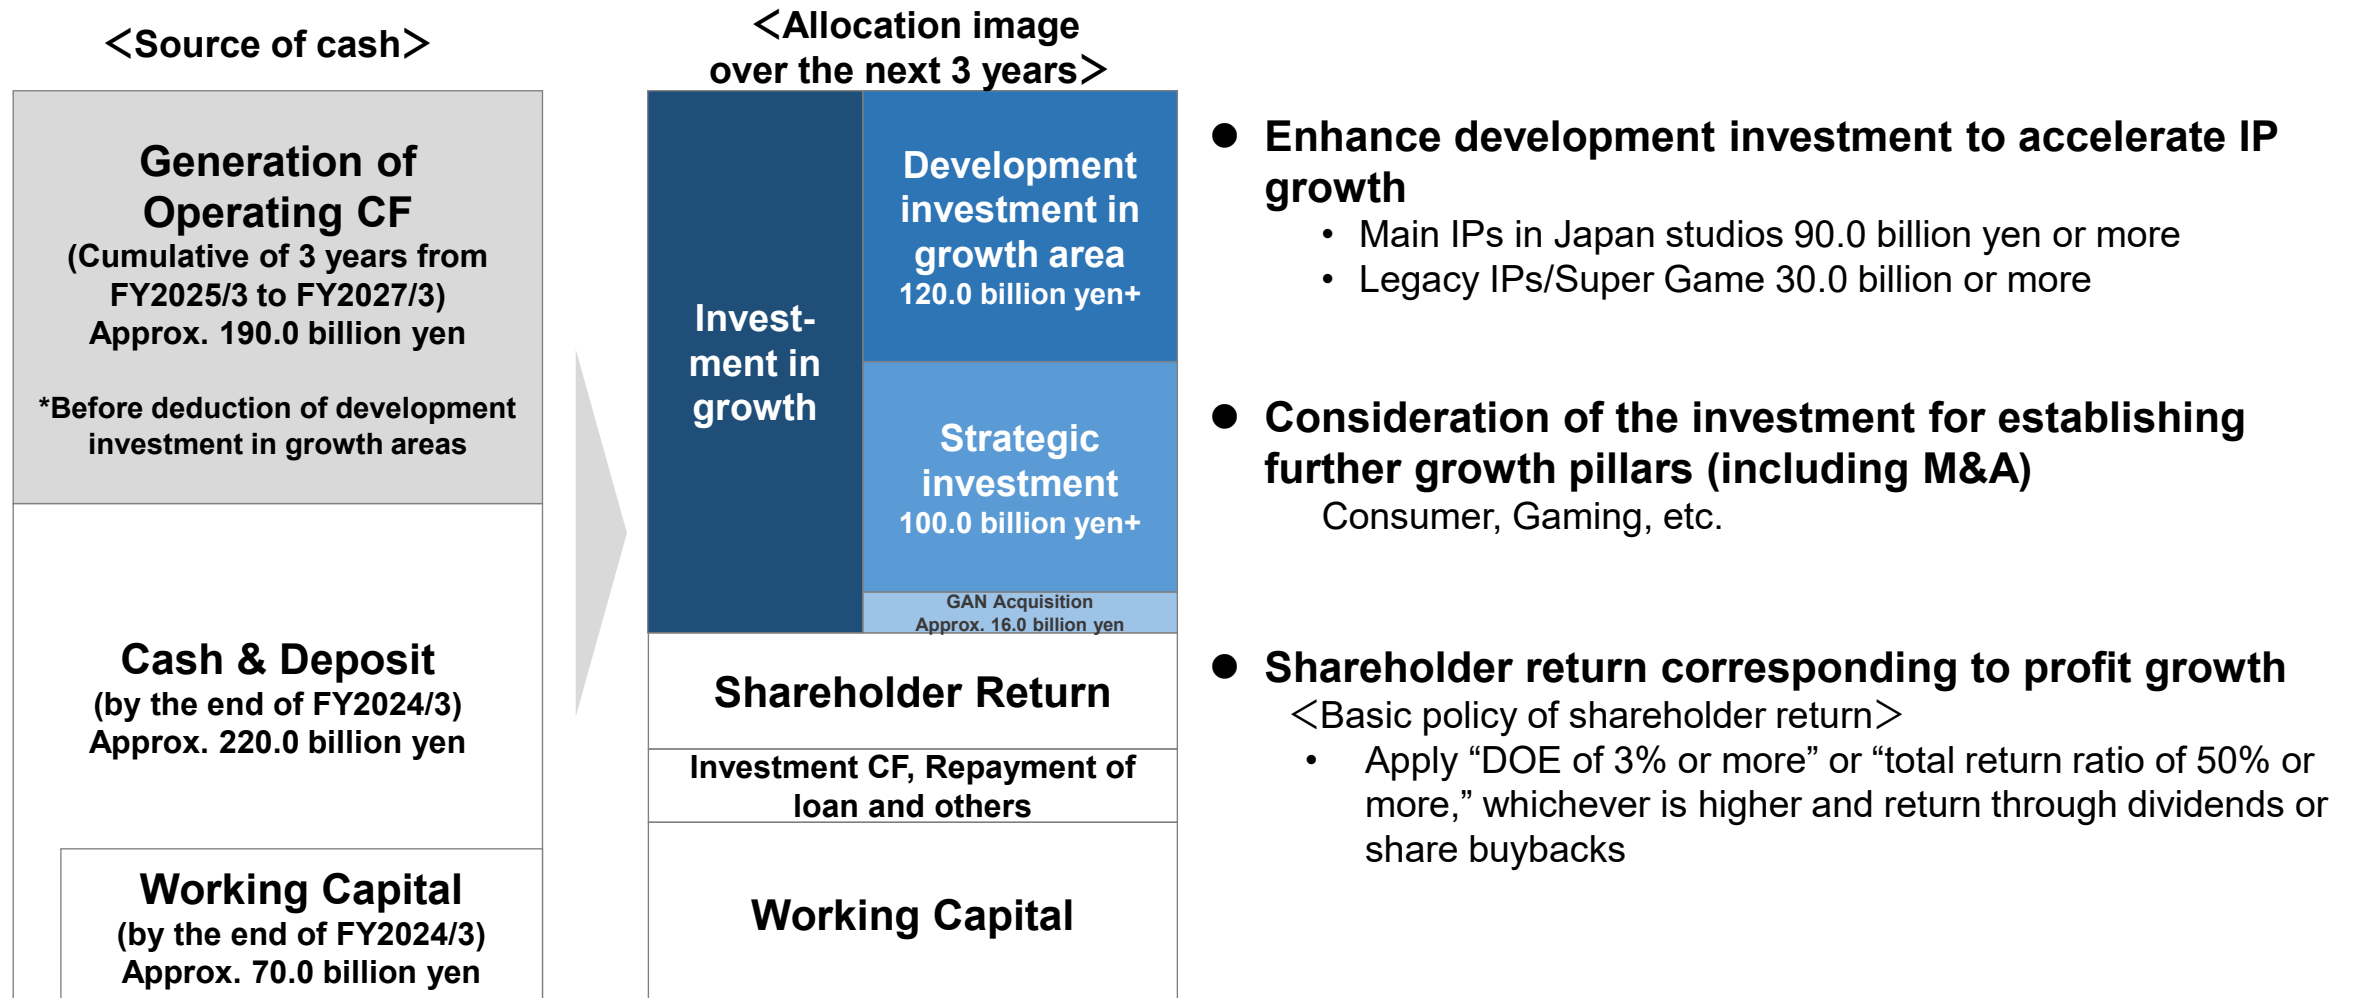 ＜Source of cash＞
Generation of
Operating CF
(Cumulative of 3 years from
FY2025/3 to FY2027/3)
Approx. 190.0 billion yen
*Before deduction of development
investment in growth areas
Cash & Deposit
(by the end of FY2024/3)
Approx. 220.0 billion yen
Working Capital
(by the end of FY2024/3)
Approx. 70.0 billion yen
＜Allocation image
over the next 3 years＞
Invest-
ment in
growth
Development
investment in
growth area
120.0 billion yen+
Strategic
investment
100.0 billion yen+
GAN Acquisition
Approx. 16.0 billion yen
Shareholder Return
Investment CF, Repayment of
loan and others
Working Capital
● Enhance development investment to accelerate IP
growth
• Main IPs in Japan studios 90.0 billion yen or more
• Legacy IPs/Super Game 30.0 billion or more
● Consideration of the investment for establishing
further growth pillars (including M&A)
Consumer, Gaming, etc.
● Shareholder return corresponding to profit growth
＜Basic policy of shareholder return＞
• Apply “DOE of 3% or more” or “total return ratio of 50% or
more,” whichever is higher and return through dividends or
share buybacks